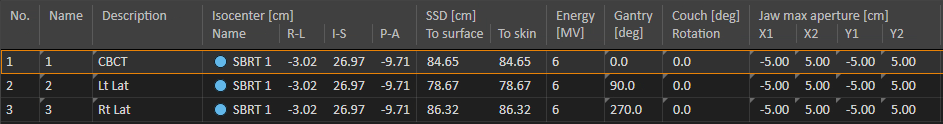 No. Name Description Isocenter [cm] SSD [cm] Energy Gantry Couch [deg] Jaw max aperture [cm]
Name R-L I-S P-A To surface To skin [MV] [deg] Rotation X1 X2 Y1 Y2
1 1 CBCT SBRT 1 -3.02 26.97 -9.71 84.65 84.65 6 0.0 0.0 -5.00 5.00 -5.00 5.00
2 2 Lt Lat SBRT 1 -3.02 26.97 -9.71 78.67 78.67 6 90.0 0.0 -5.00 5.00 -5.00 5.00
3 3 Rt Lat SBRT 1 -3.02 26.97 -9.71 86.32 86.32 6 270.0 0.0 -5.00 5.00 -5.00 5.00